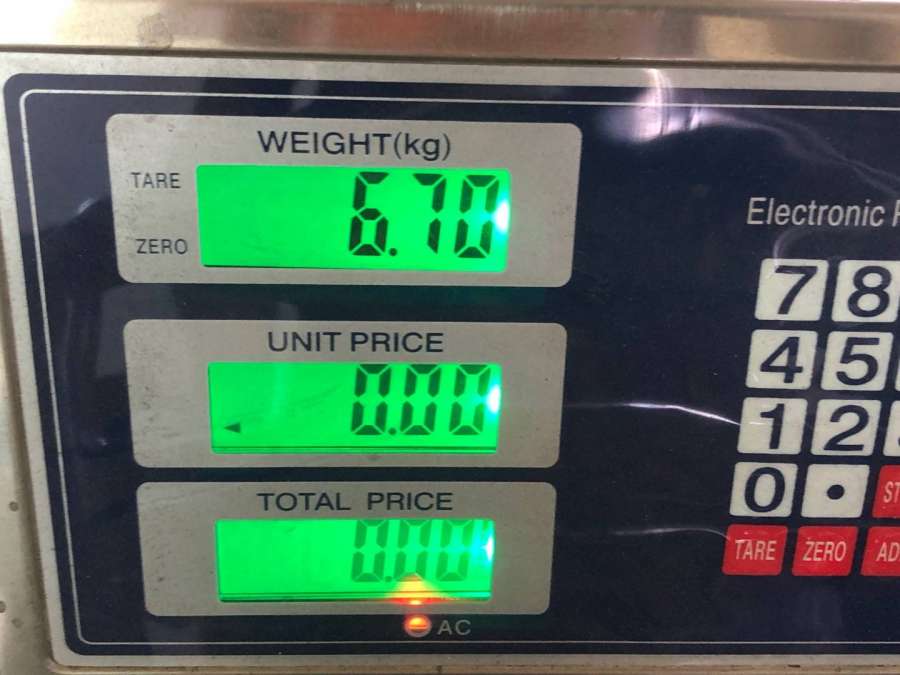 WEIGHT(kg)
TARE
6.70
ZERO
UNIT PRICE
0.00
TOTAL PRICE
0.00
AC
Electronic
7 8
4 5
1 2
0 .
TARE ZERO